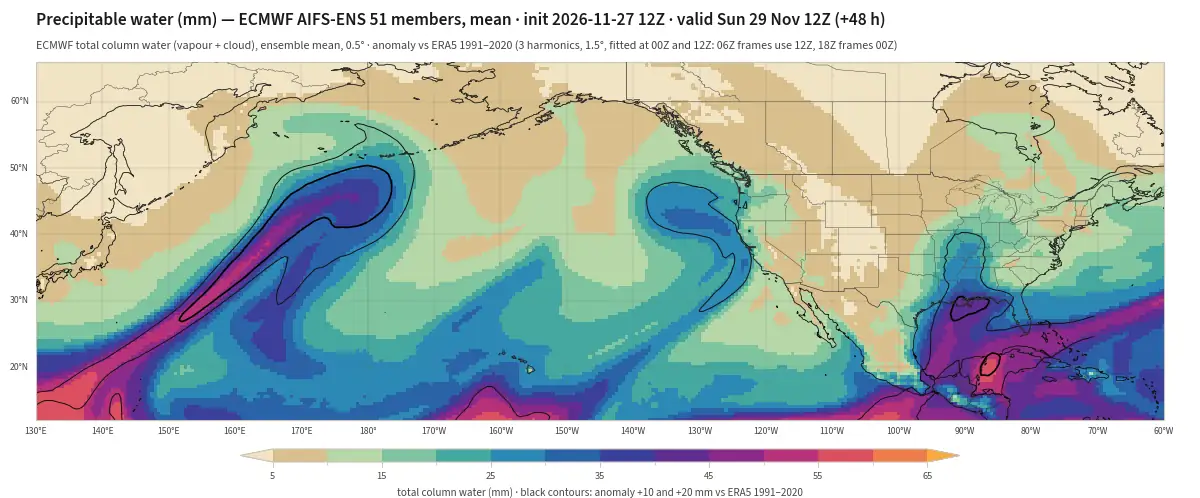 Precipitable water (mm) — ECMWF AIFS-ENS 51 members, mean · init 2026-11-27 12Z · valid Sun 29 Nov 12Z (+48 h)
ECMWF total column water (vapour + cloud), ensemble mean, 0.5° · anomaly vs ERA5 1991–2020 (3 harmonics, 1.5°, fitted at 00Z and 12Z: 06Z frames use 12Z, 18Z frames 00Z)
60°N
50°N
40°N
30°N
20°N
130°E 140°E 150°E 160°E 170°E 180° 170°W 160°W 150°W 140°W 130°W 120°W 110°W 100°W 90°W 80°W 70°W 60°W
5 15 25 35 45 55 65
total column water (mm) · black contours: anomaly +10 and +20 mm vs ERA5 1991–2020